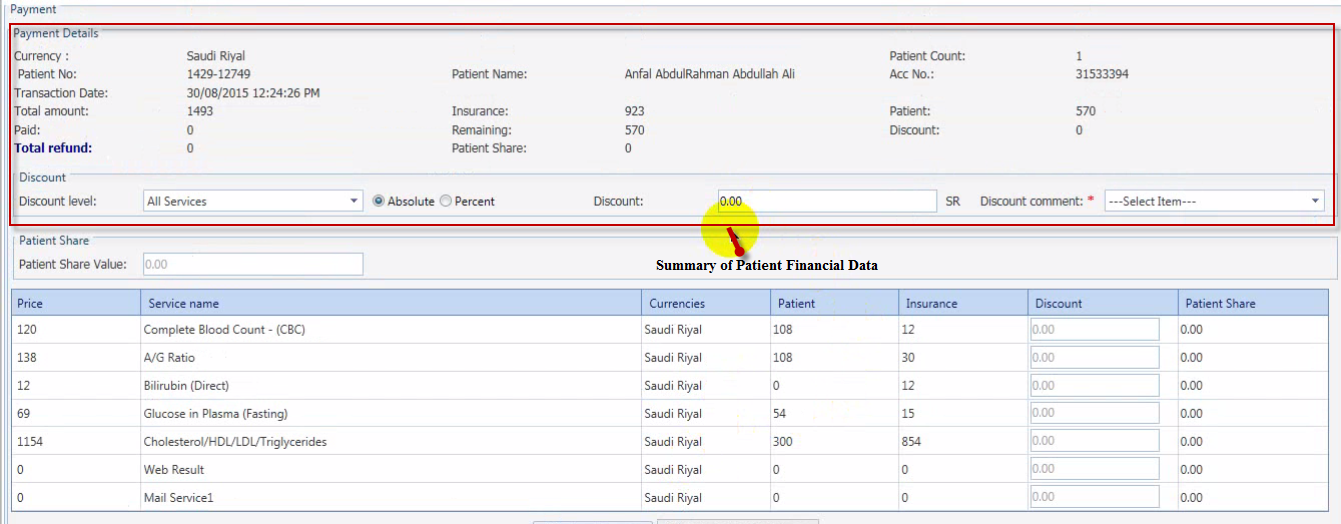 Payment
Payment Details
Currency : Saudi Riyal Patient Count: 1
Patient No: 1429-12749 Patient Name: Anfal AbdulRahman Abdullah Ali Acc No.: 31533394
Transaction Date: 30/08/2015 12:24:26 PM
Total amount: 1493 Insurance: 923 Patient: 570
Paid: 0 Remaining: 570 Discount: 0
Total refund: 0 Patient Share: 0
Discount
Discount level: All Services Absolute Percent Discount: 0.00 SR Discount comment: * ---Select Item---
Patient Share
Patient Share Value: 0.00
Summary of Patient Financial Data
Price Service name Currencies Patient Insurance Discount Patient Share
120 Complete Blood Count - (CBC) Saudi Riyal 108 12 0.00 0.00
138 A/G Ratio Saudi Riyal 108 30 0.00 0.00
12 Bilirubin (Direct) Saudi Riyal 0 12 0.00 0.00
69 Glucose in Plasma (Fasting) Saudi Riyal 54 15 0.00 0.00
1154 Cholesterol/HDL/LDL/Triglycerides Saudi Riyal 300 854 0.00 0.00
0 Web Result Saudi Riyal 0 0 0.00 0.00
0 Mail Service1 Saudi Riyal 0 0 0.00 0.00